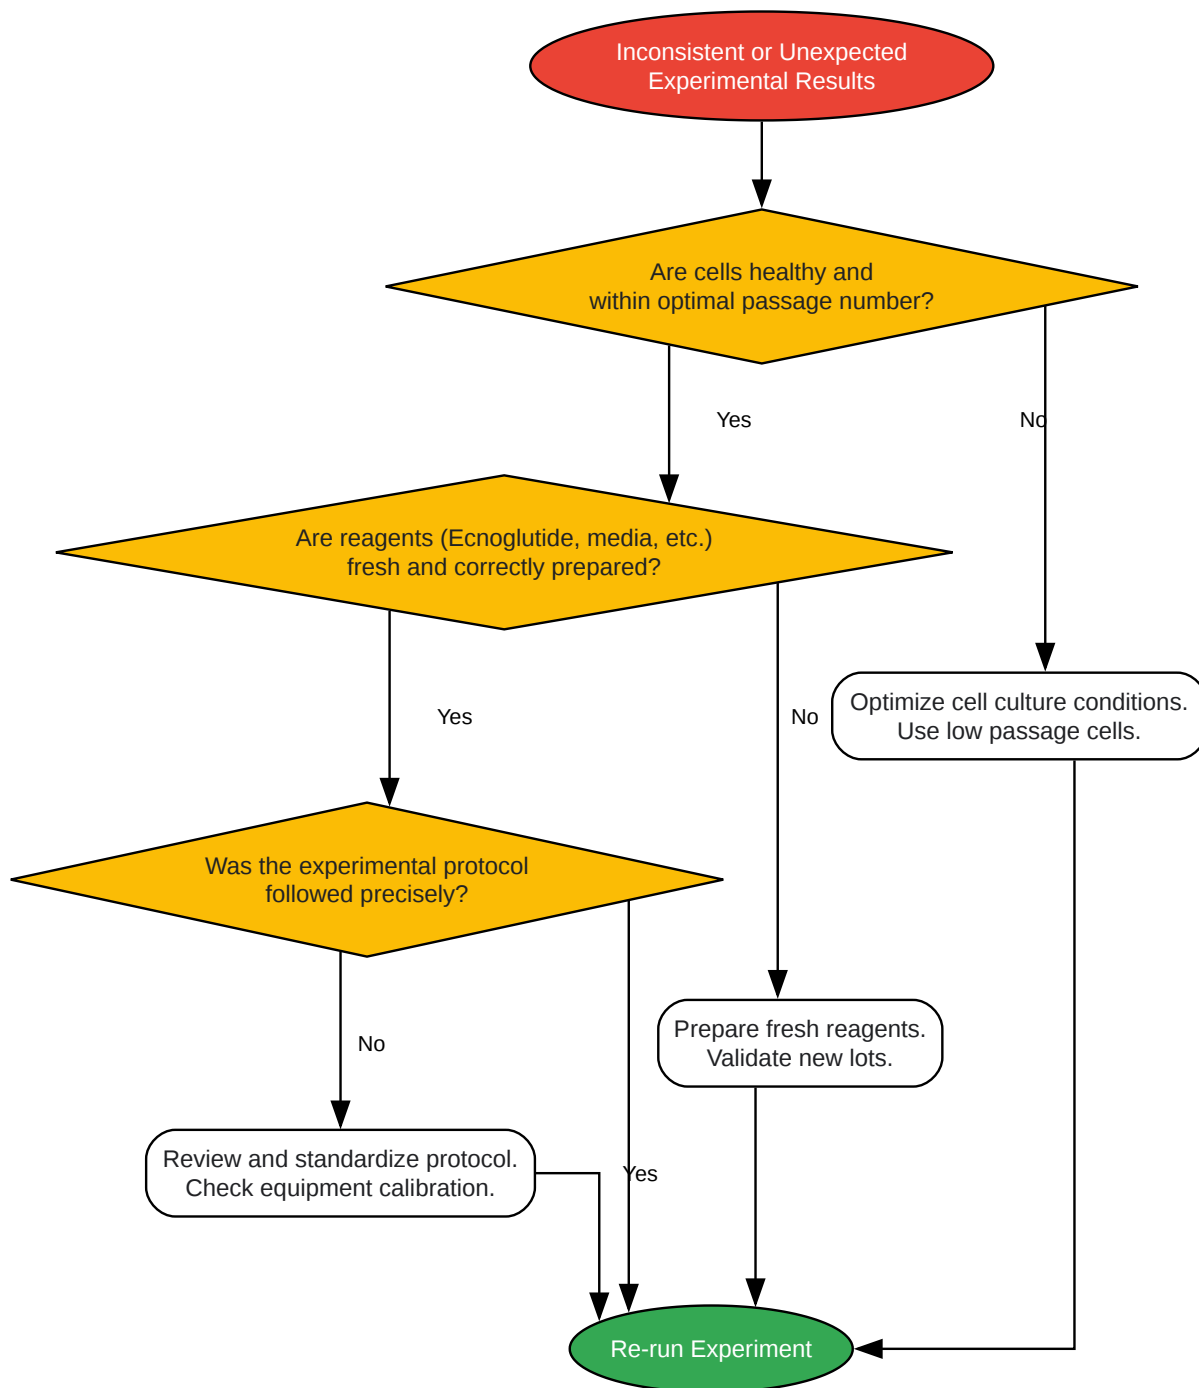 Inconsistent or Unexpected
Experimental Results
Are cells healthy and
within optimal passage number?
Yes
No
Are reagents (Ecnoglutide, media, etc.)
fresh and correctly prepared?
Optimize cell culture conditions.
Use low passage cells.
Yes
No
Was the experimental protocol
followed precisely?
Prepare fresh reagents.
Validate new lots.
No
Review and standardize protocol.
Check equipment calibration.
Yes
Re-run Experiment